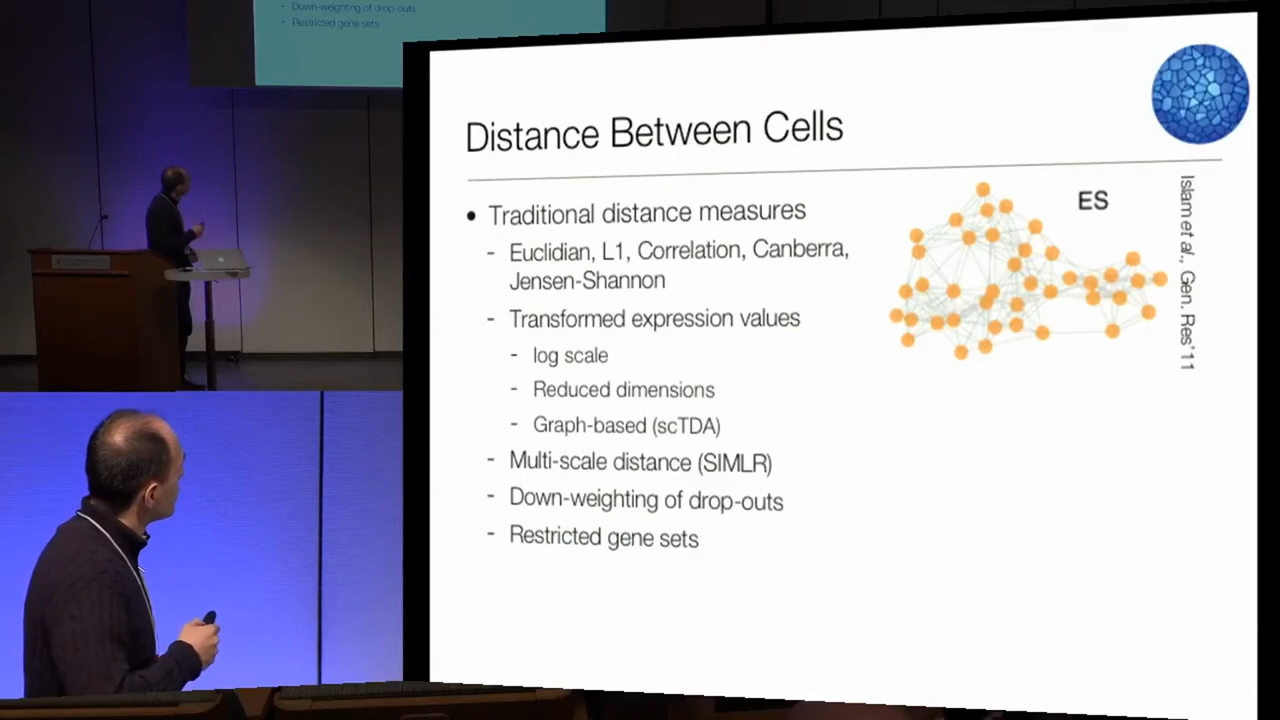 - Down-weighting of drop-outs
- Restricted gene sets
Distance Between Cells
• Traditional distance measures
- Euclidian, L1, Correlation, Canberra,
Jensen-Shannon
- Transformed expression values
- log scale
- Reduced dimensions
- Graph-based (scTDA)
- Multi-scale distance (SIMLR)
- Down-weighting of drop-outs
- Restricted gene sets
ES
Islam et al., Gen. Res'11